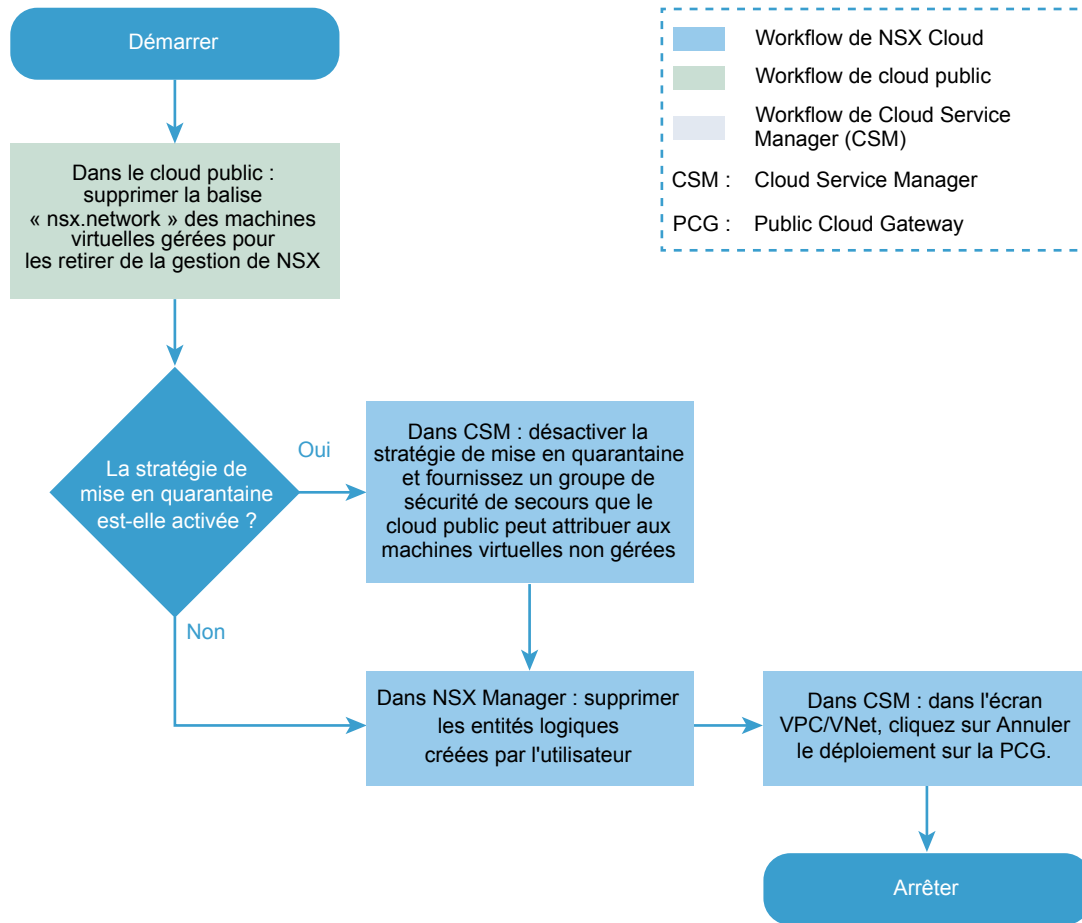 Démarrer
Dans le cloud public :
supprimer la balise
« nsx.network » des machines
virtuelles gérées pour
les retirer de la gestion de NSX
La stratégie de
mise en quarantaine
est-elle activée ?
Oui
Non
Dans CSM : désactiver la
stratégie de mise en quarantaine
et fournissez un groupe de
sécurité de secours que le
cloud public peut attribuer aux
machines virtuelles non gérées
Dans NSX Manager : supprimer
les entités logiques
créées par l'utilisateur
Dans CSM : dans l'écran
VPC/VNet, cliquez sur Annuler
le déploiement sur la PCG.
Arrêter
Workflow de NSX Cloud
Workflow de cloud public
Workflow de Cloud Service
Manager (CSM)
CSM : Cloud Service Manager
PCG : Public Cloud Gateway